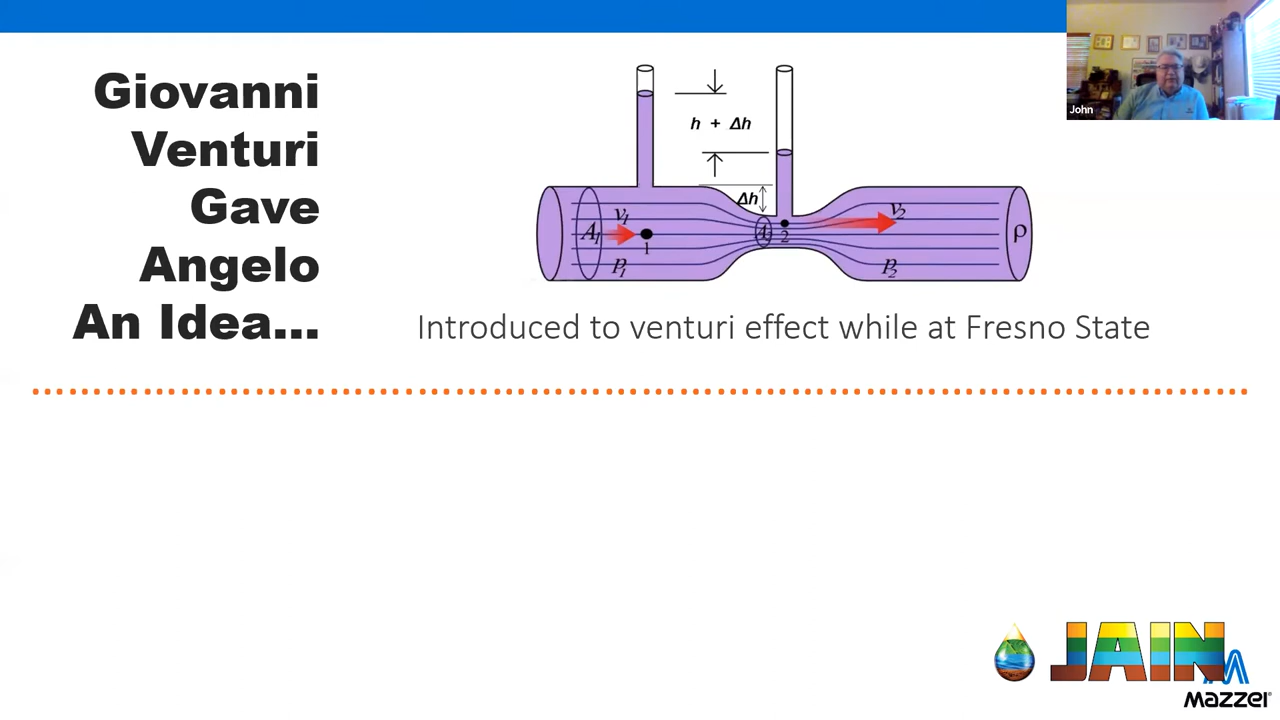 Giovanni
Venturi
Gave
Angelo
An Idea...
h + Δh
Δh
v₁
A₁
1
p₁
2
v₂
p₂
ρ
Introduced to venturi effect while at Fresno State
John
JAIN
Mazzei®